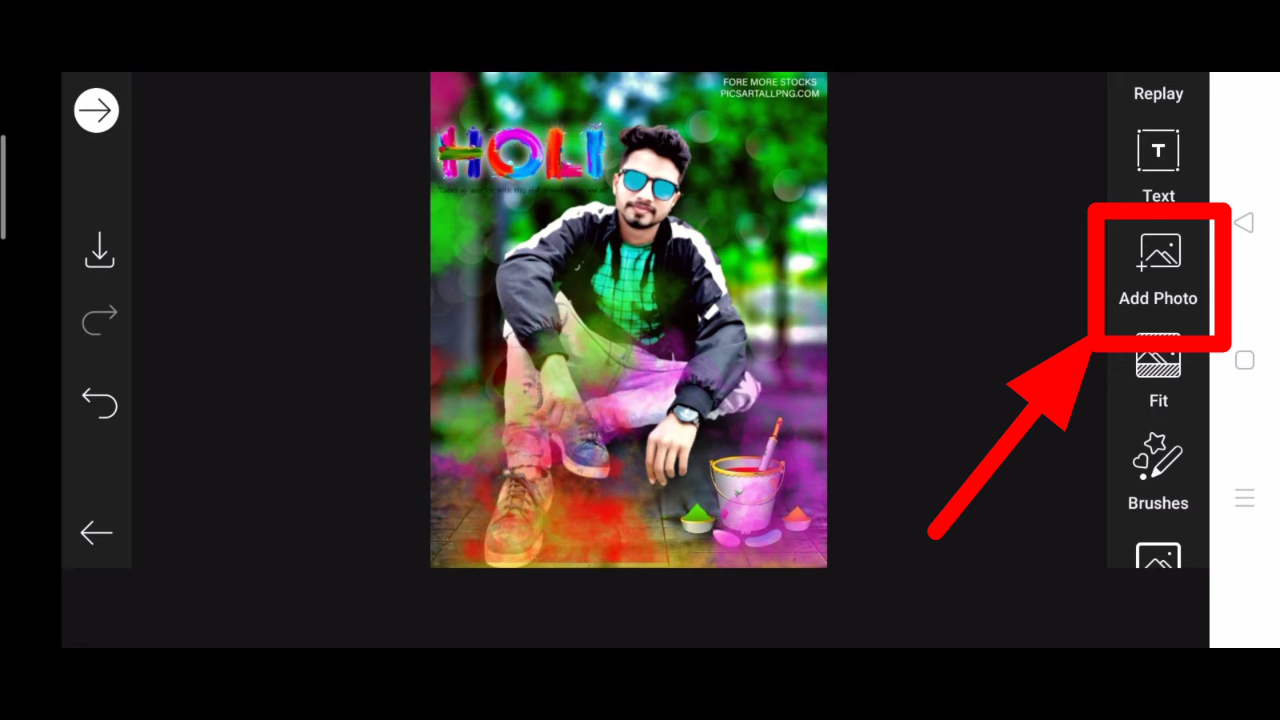 FORE MORE STOCKS
PICSARTALLPNG.COM
HOLI
Replay
Text
Add Photo
Fit
Brushes